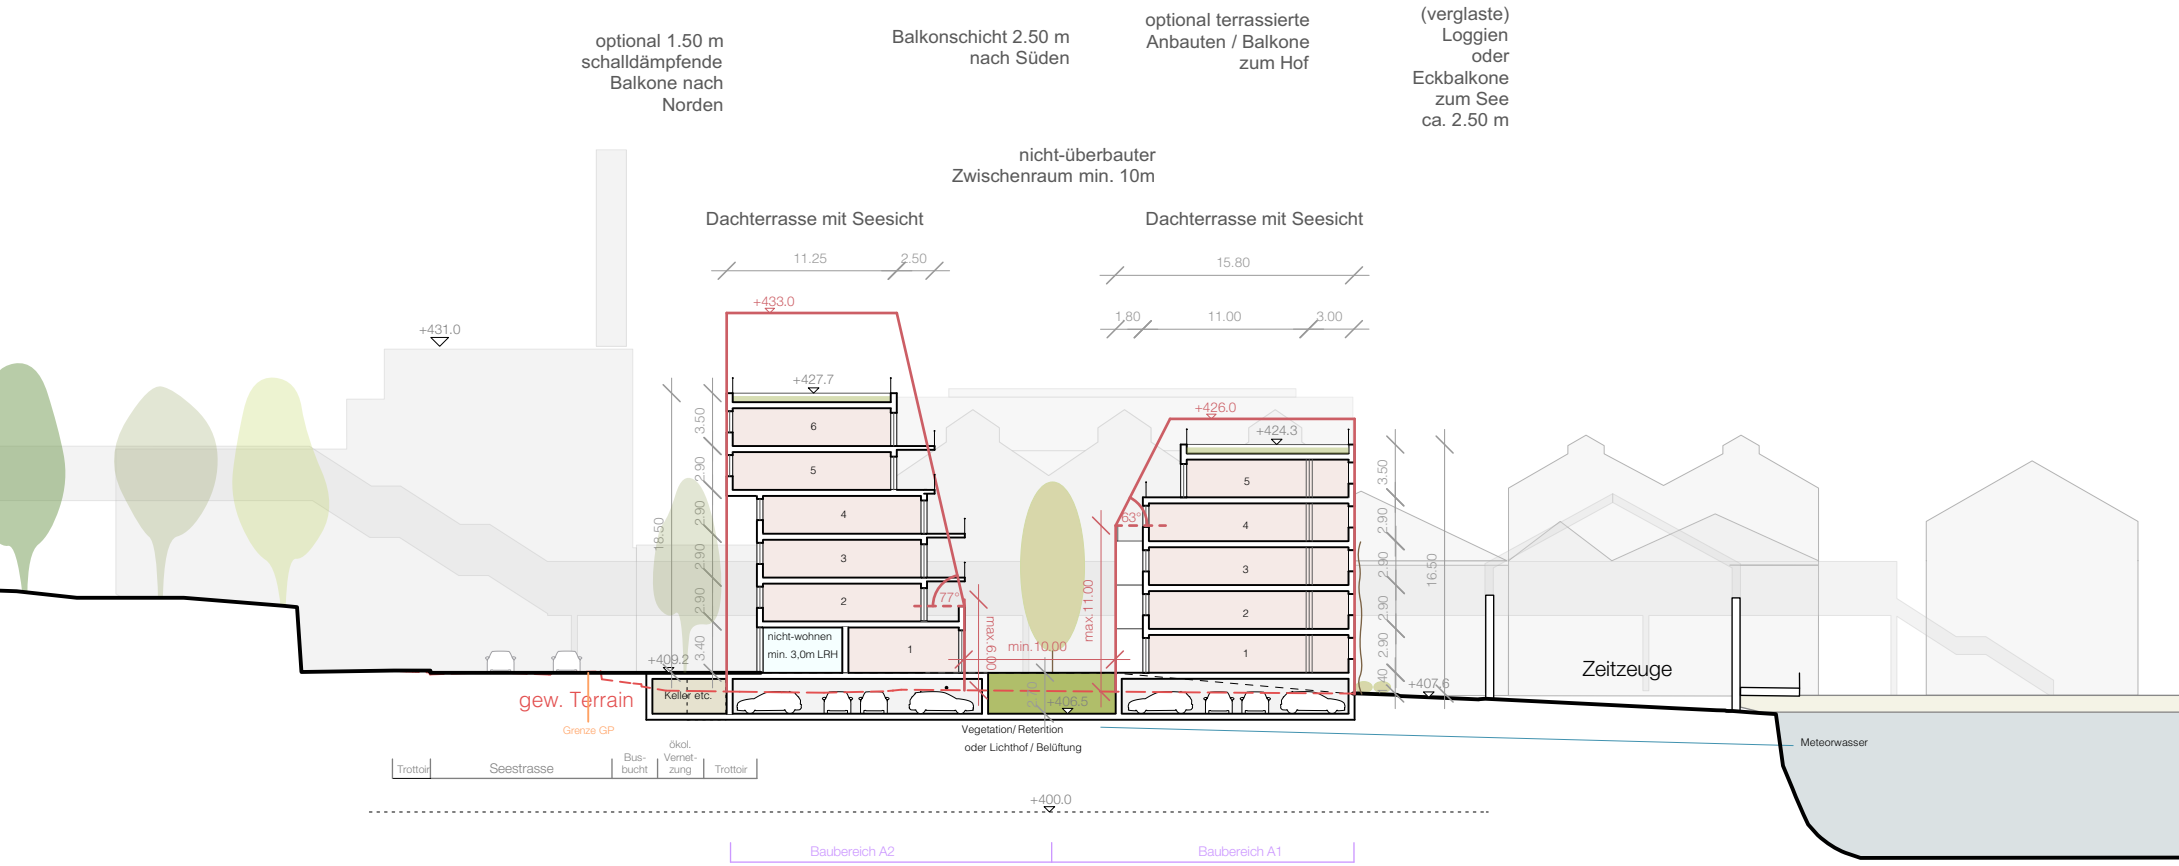 optional 1.50 m
schalldämpfende
Balkone nach
Norden
Balkonschicht 2.50 m
nach Süden
optional terrassierte
Anbauten / Balkone
zum Hof
(verglaste)
Loggien
oder
Eckbalkone
zum See
ca. 2.50 m
nicht-überbauter
Zwischenraum min. 10m
Dachterrasse mit Seesicht
Dachterrasse mit Seesicht
11.25
2.50
15.80
+433.0
1.80
11.00
3.00
+431.0
+427.7
+426.0
+424.3
3.50
2.90
2.90
2.90
2.90
3.40
18.50
6
5
4
3
2
1
77°
nicht-wohnen
min. 3,0m LRH
max.6.00
min.10.00
max.11.00
63°
5
4
3
2
1
3.50
2.90
2.90
2.90
2.90
1.40
16.50
+409.2
+407.6
+406.5
Zeitzeuge
Keller etc.
gew. Terrain
Grenze GP
Vegetation/ Retention
oder Lichthof / Belüftung
Meteorwasser
Trottoir
Seestrasse
Bus-
bucht
ökol.
Vernet-
zung
Trottoir
+400.0
Baubereich A2
Baubereich A1